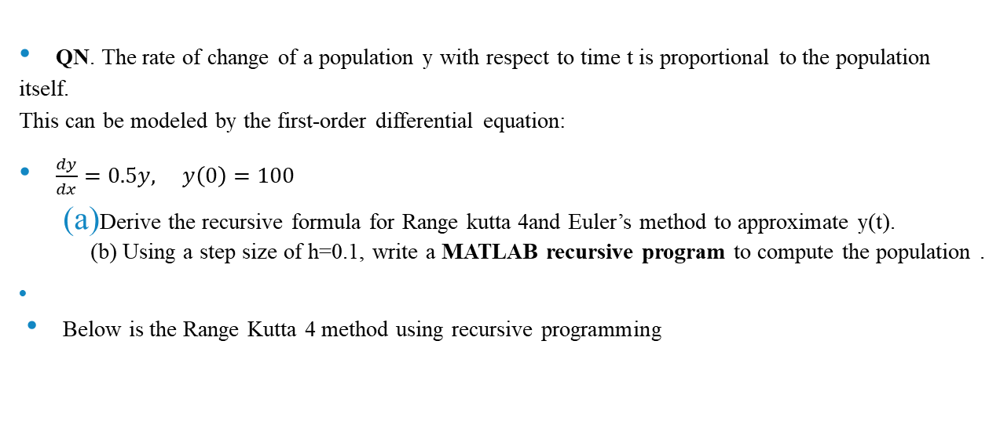 • QN. The rate of change of a population y with respect to time t is proportional to the population
itself.
This can be modeled by the first-order differential equation:
• dy/dx = 0.5y, y(0) = 100
(a)Derive the recursive formula for Range kutta 4and Euler’s method to approximate y(t).
(b) Using a step size of h=0.1, write a MATLAB recursive program to compute the population .
•
• Below is the Range Kutta 4 method using recursive programming